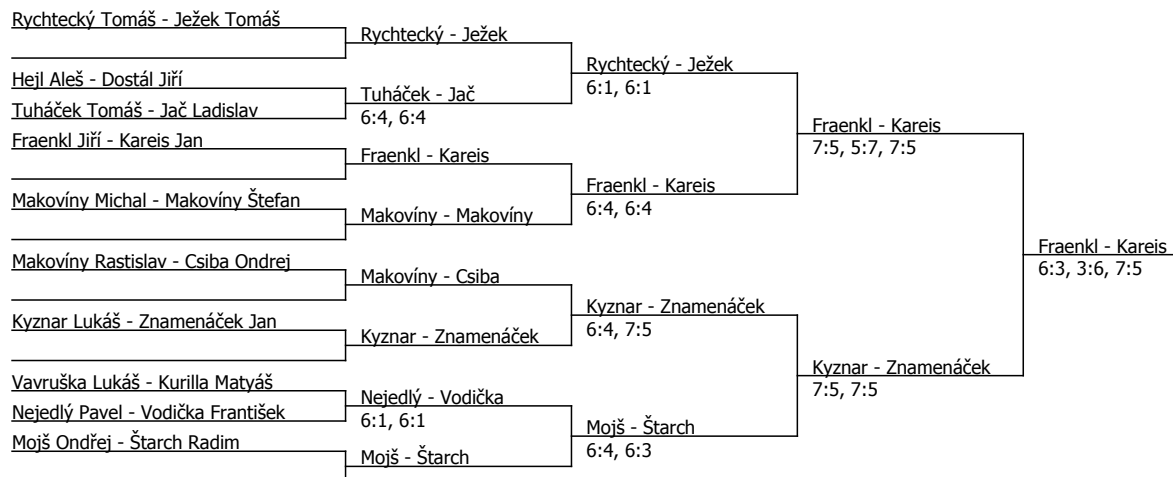 Rychtecký Tomáš - Ježek Tomáš
Hejl Aleš - Dostál Jiří
Tuháček Tomáš - Jač Ladislav
Fraenkl Jiří - Kareis Jan
Makovíny Michal - Makovíny Štefan
Makovíny Rastislav - Csiba Ondrej
Kyznar Lukáš - Znamenáček Jan
Vavruška Lukáš - Kurilla Matyáš
Nejedlý Pavel - Vodička František
Mojš Ondřej - Štarch Radim
Rychtecký - Ježek
Tuháček - Jač
6:4, 6:4
Fraenkl - Kareis
Makovíny - Makovíny
Makovíny - Csiba
Kyznar - Znamenáček
Nejedlý - Vodička
6:1, 6:1
Mojš - Štarch
Rychtecký - Ježek
6:1, 6:1
Fraenkl - Kareis
6:4, 6:4
Kyznar - Znamenáček
6:4, 7:5
Mojš - Štarch
6:4, 6:3
Fraenkl - Kareis
7:5, 5:7, 7:5
Kyznar - Znamenáček
7:5, 7:5
Fraenkl - Kareis
6:3, 3:6, 7:5